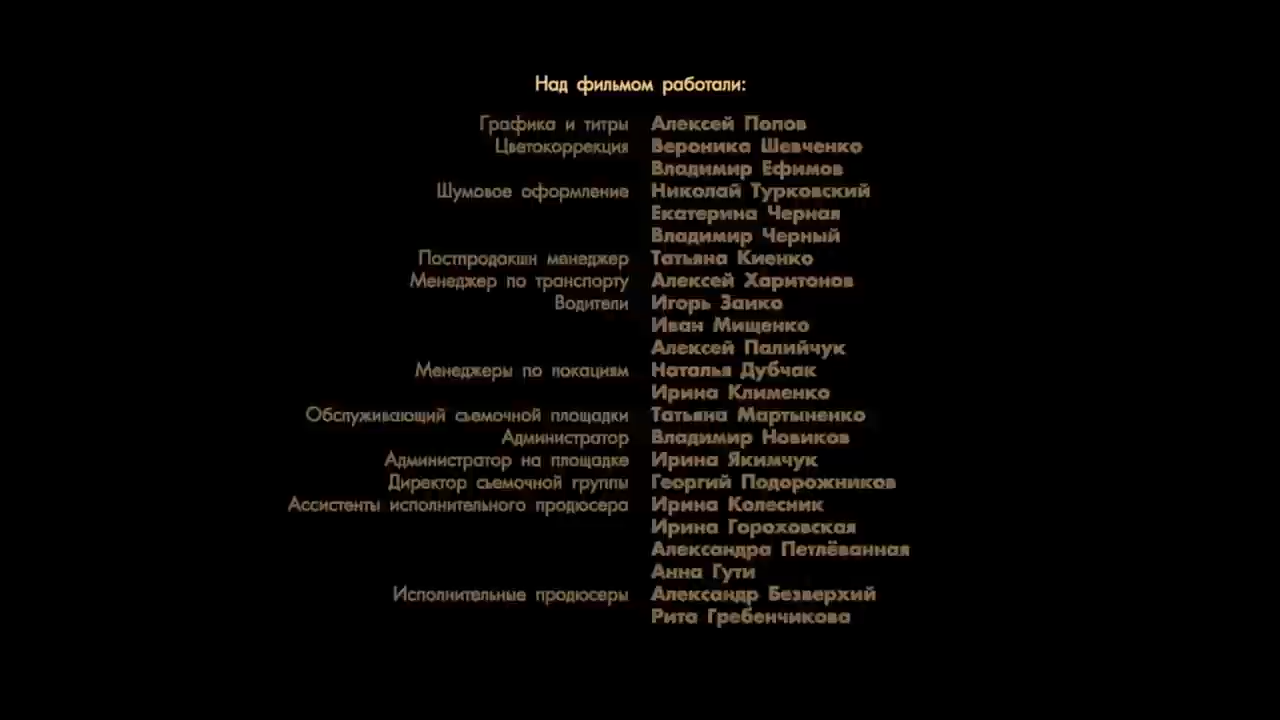 Над фильмом работали:
Графика и титры Алексей Попов
Цветокоррекция Вероника Шевченко
Владимир Ефимов
Шумовое оформление Николай Турковский
Екатерина Черная
Владимир Черный
Постпродакшн менеджер Татьяна Киенко
Менеджер по транспорту Алексей Харитонов
Водители Игорь Заико
Иван Мищенко
Алексей Палийчук
Менеджеры по локациям Наталья Дубчак
Ирина Клименко
Обслуживающий съемочной площадки Татьяна Мартыненко
Администратор Владимир Новиков
Администратор на площадке Ирина Якимчук
Директор съемочной группы Георгий Подорожников
Ассистенты исполнительного продюсера Ирина Колесник
Ирина Гороховская
Александра Петлёванная
Анна Гути
Исполнительные продюсеры Александр Безверхий
Рита Гребенчикова